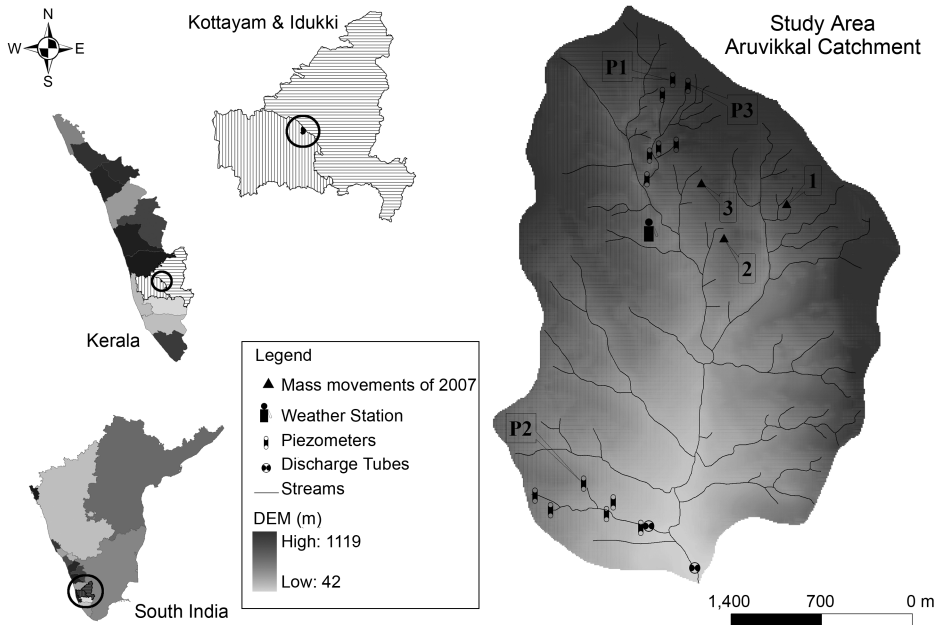 N
W E
S
Kottayam & Idukki
Study Area
Aruvikkal Catchment
P1
P3
1
3
2
Kerala
P2
Legend
Mass movements of 2007
Weather Station
Piezometers
Discharge Tubes
Streams
DEM (m)
High: 1119
Low: 42
South India
1,400 700 0 m